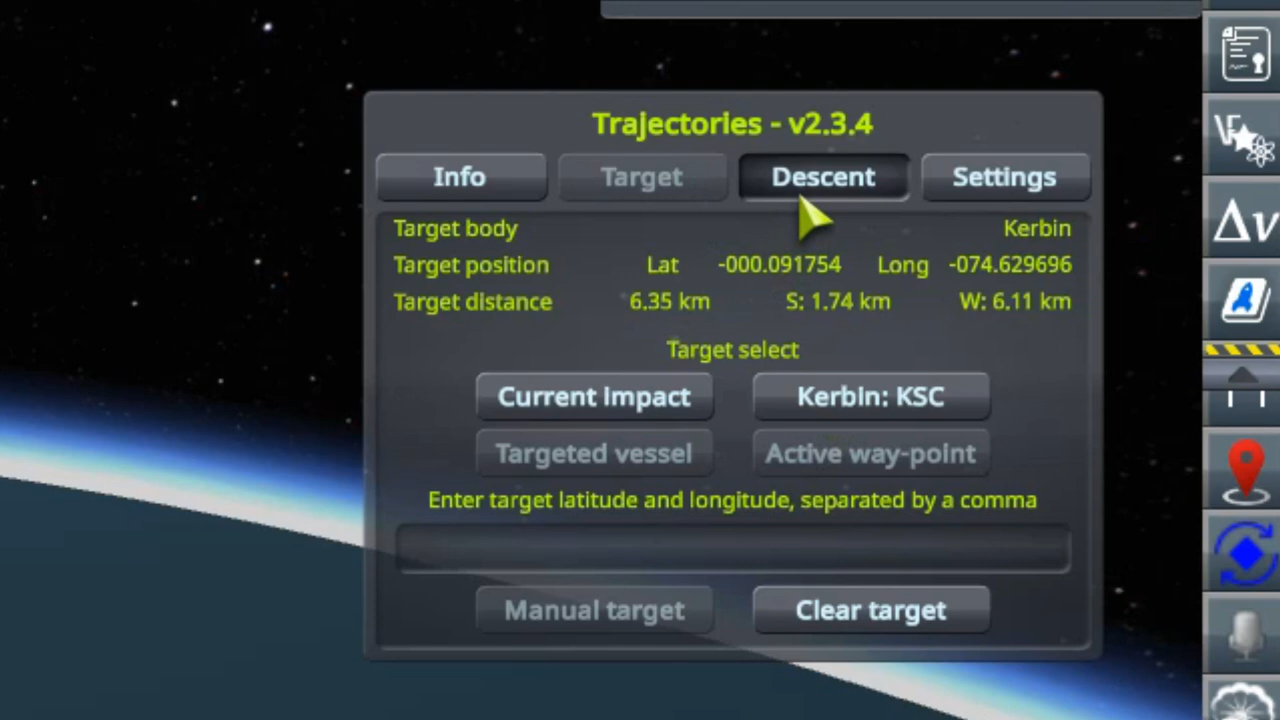 Trajectories - v2.3.4
Info Target Descent Settings
Target body Kerbin
Target position Lat -000.091754 Long -074.629696
Target distance 6.35 km S: 1.74 km W: 6.11 km
Target select
Current impact Kerbin: KSC
Targeted vessel Active way-point
Enter target latitude and longitude, separated by a comma
Manual target Clear target
VF
Δv